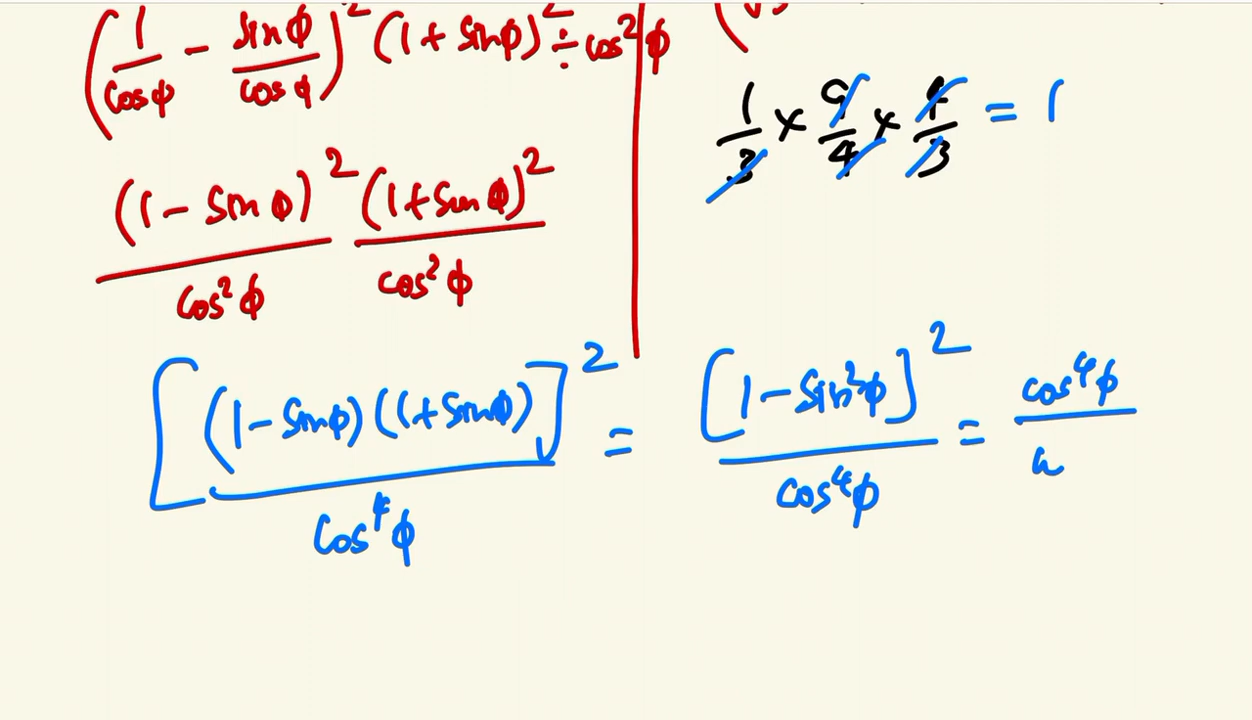 (1/cosφ − sinφ/cosφ)² (1 + sinφ)² ÷ cos²φ
1/3 × 9/4 × 4/3 = 1
(1 − sinφ)²/cos²φ (1 + sinφ)²/cos²φ
[(1 − sinφ)(1 + sinφ)/cos⁴φ]² = [1 − sin²φ]²/cos⁴φ = cos⁴φ/